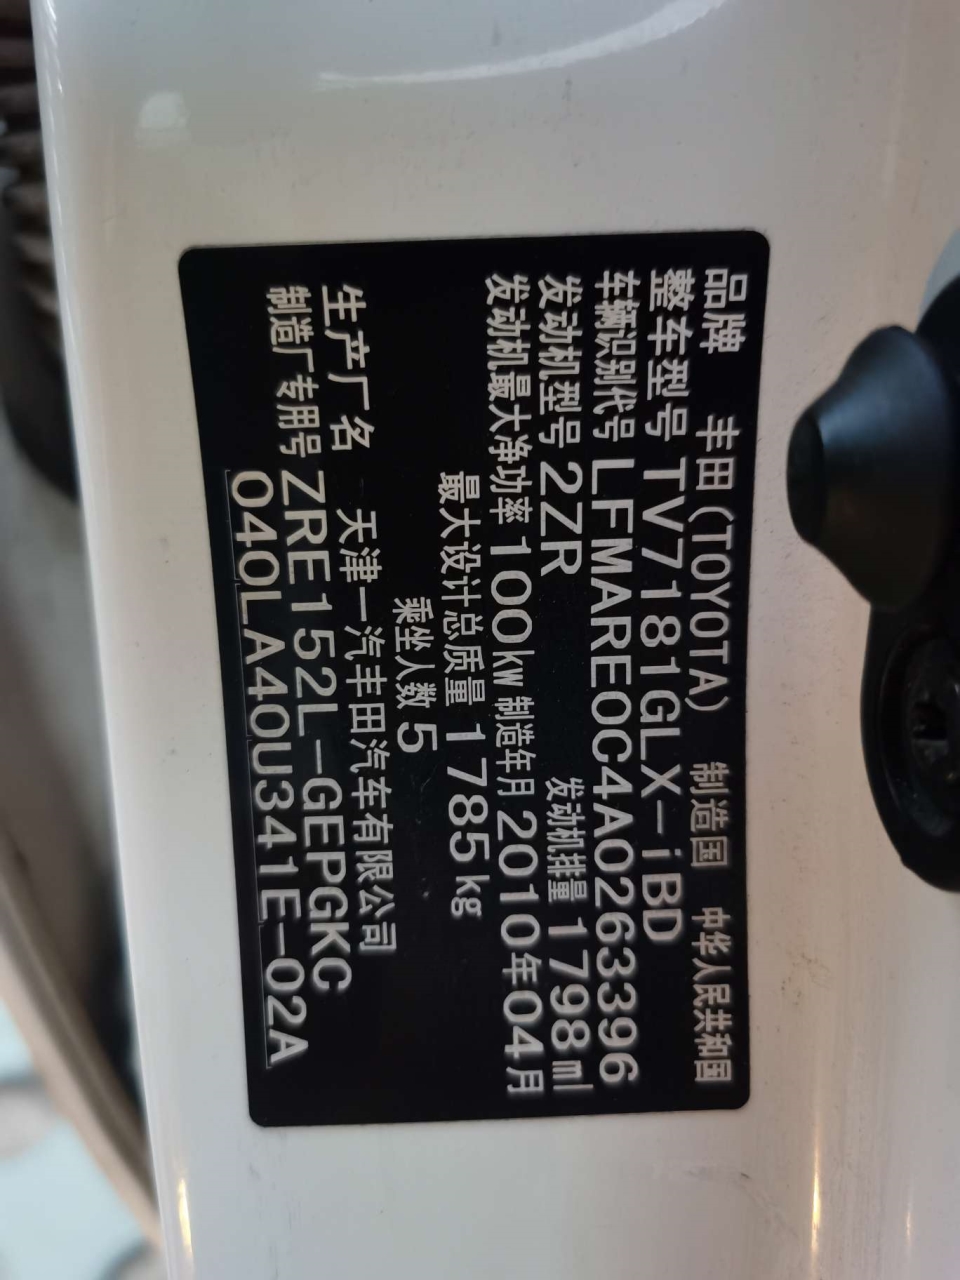 品牌 丰田(TOYOTA) 制造国 中华人民共和国
整车型号 TV7181GLX-iBD
车辆识别代号 LFMARE0C4A0263396
发动机型号 2ZR 发动机排量 1798ml
发动机最大净功率 100kW 制造年月 2010年04月
最大设计总质量 1785kg
乘坐人数 5
生产厂名 天津一汽丰田汽车有限公司
制造厂专用号 ZRE152L-GEPGKC
040LA40U341E-02A